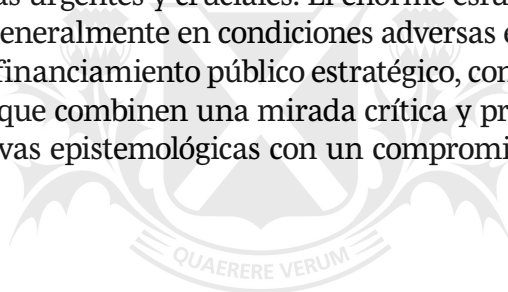 as urgentes y cruciales. El enorme
eneralmente en condiciones adversas e
financiamiento público estratégico, con
que combinen una mirada crítica y pr
vas epistemológicas con un compromi
QUAERERE VERUM